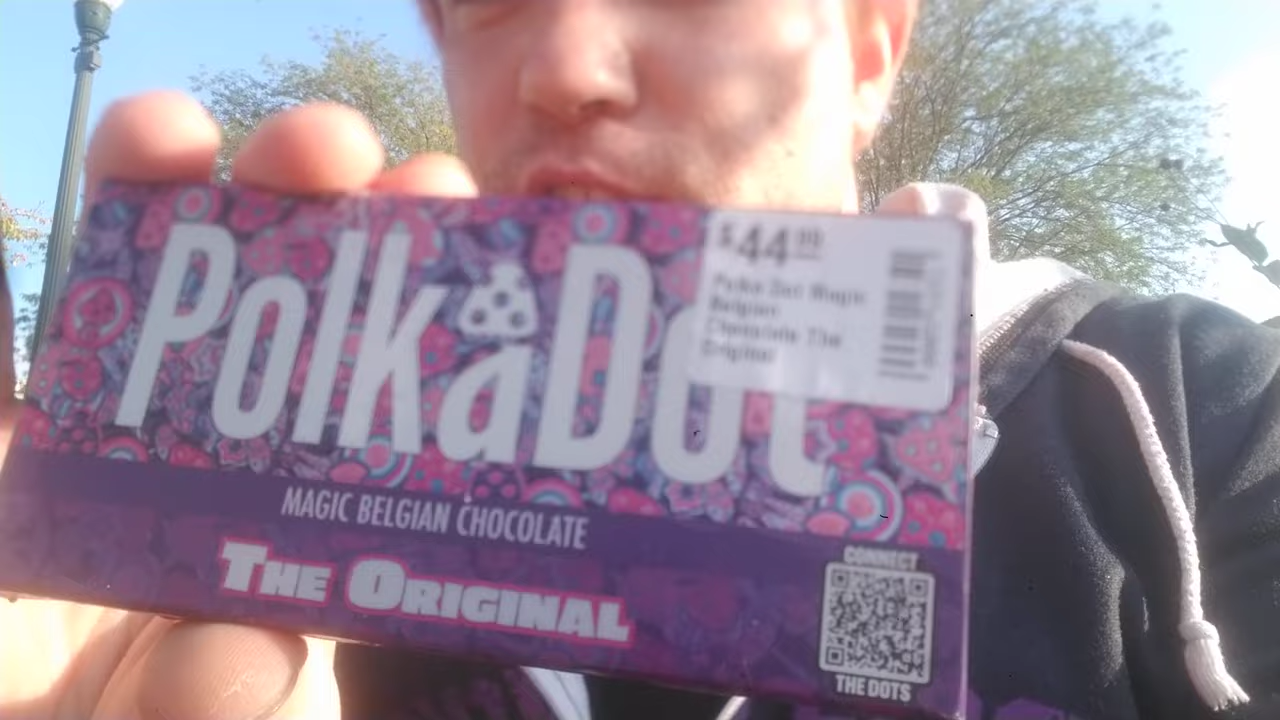 PolkaDot
$44.99
Polka Dot Magic
Belgian
Chocolate The
Original
MAGIC BELGIAN CHOCOLATE
THE ORIGINAL
CONNECT
THE DOTS